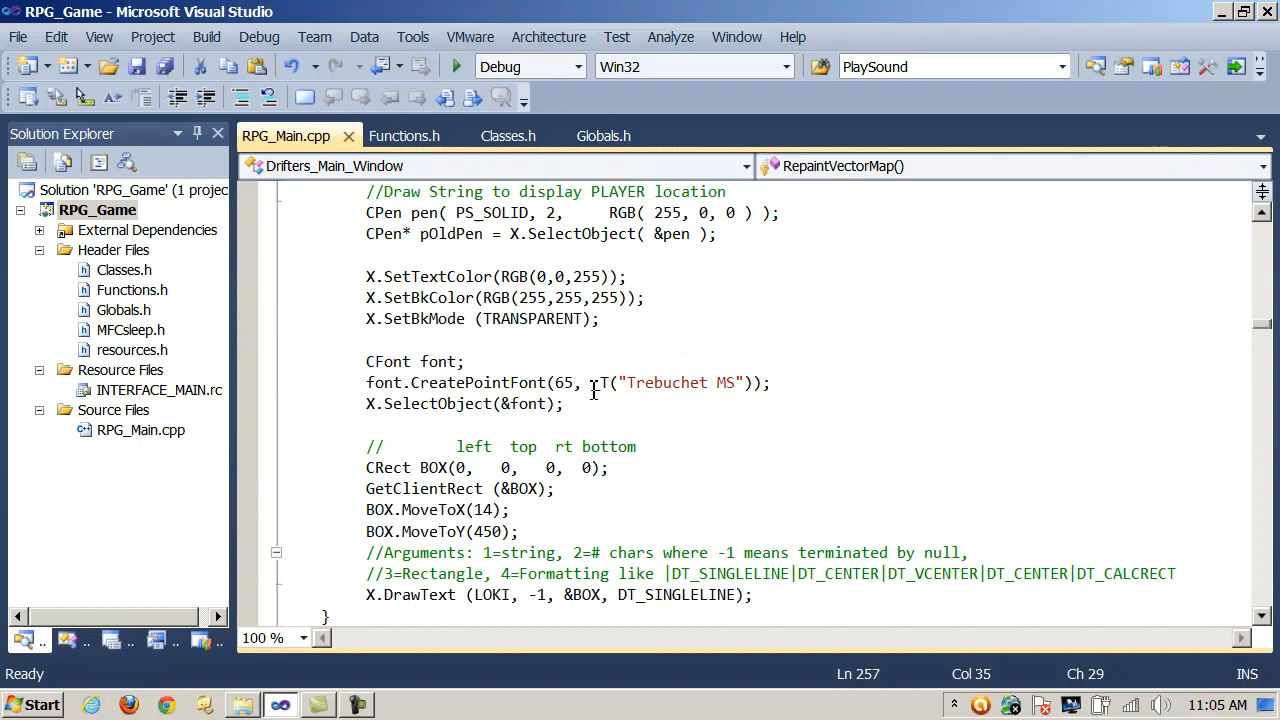 RPG_Game - Microsoft Visual Studio
File Edit View Project Build Debug Team Data Tools VMware Architecture Test Analyze Window Help
Debug Win32 PlaySound
Solution Explorer
RPG_Main.cpp Functions.h Classes.h Globals.h
Drifters_Main_Window RepaintVectorMap()
Solution 'RPG_Game' (1 projec
RPG_Game
External Dependencies
Header Files
Classes.h
Functions.h
Globals.h
MFCsleep.h
resources.h
Resource Files
INTERFACE_MAIN.rc
Source Files
RPG_Main.cpp
//Draw String to display PLAYER location
CPen pen( PS_SOLID, 2,     RGB( 255, 0, 0 ) );
CPen* pOldPen = X.SelectObject( &pen );
X.SetTextColor(RGB(0,0,255));
X.SetBkColor(RGB(255,255,255));
X.SetBkMode (TRANSPARENT);
CFont font;
font.CreatePointFont(65, _T("Trebuchet MS"));
X.SelectObject(&font);
//        left  top  rt bottom
CRect BOX(0,   0,   0,  0);
GetClientRect (&BOX);
BOX.MoveToX(14);
BOX.MoveToY(450);
//Arguments: 1=string, 2=# chars where -1 means terminated by null,
//3=Rectangle, 4=Formatting like |DT_SINGLELINE|DT_CENTER|DT_VCENTER|DT_CENTER|DT_CALCRECT
X.DrawText (LOKI, -1, &BOX, DT_SINGLELINE);
}
100 %
Ready Ln 257 Col 35 Ch 29 INS
Start 11:05 AM